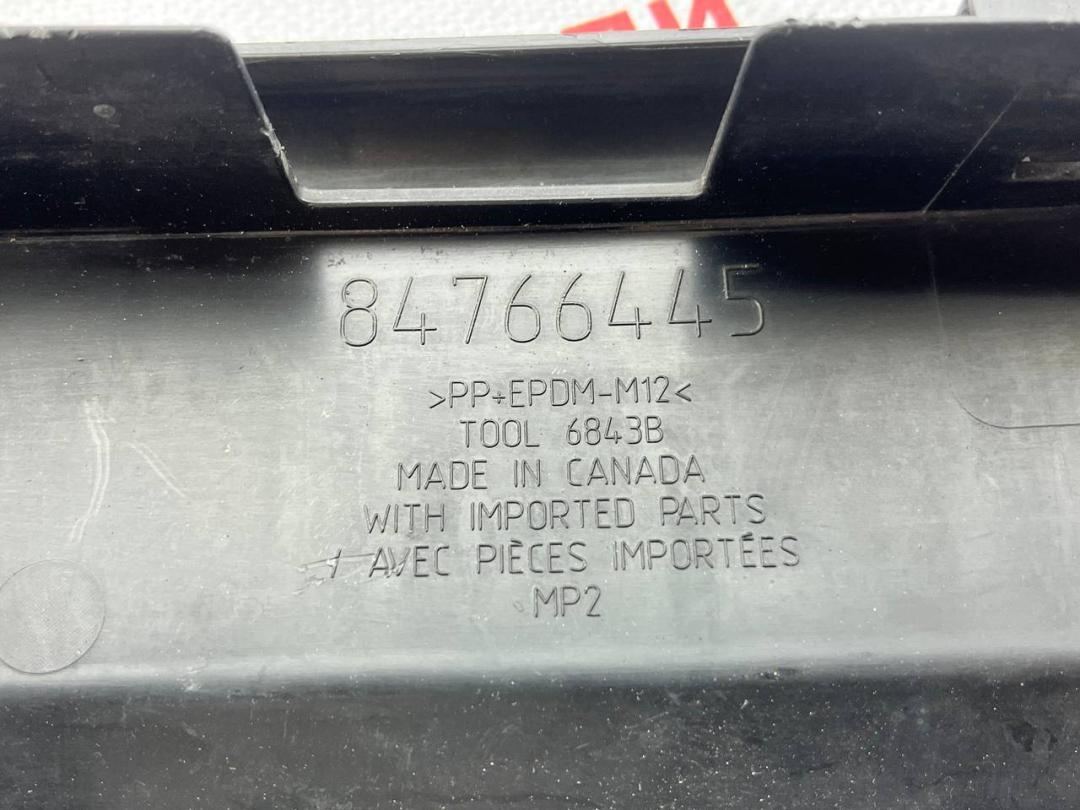 84766445
>PP+EPDM-M12<
TOOL 6843B
MADE IN CANADA
WITH IMPORTED PARTS
/ AVEC PIÈCES IMPORTÉES
MP2